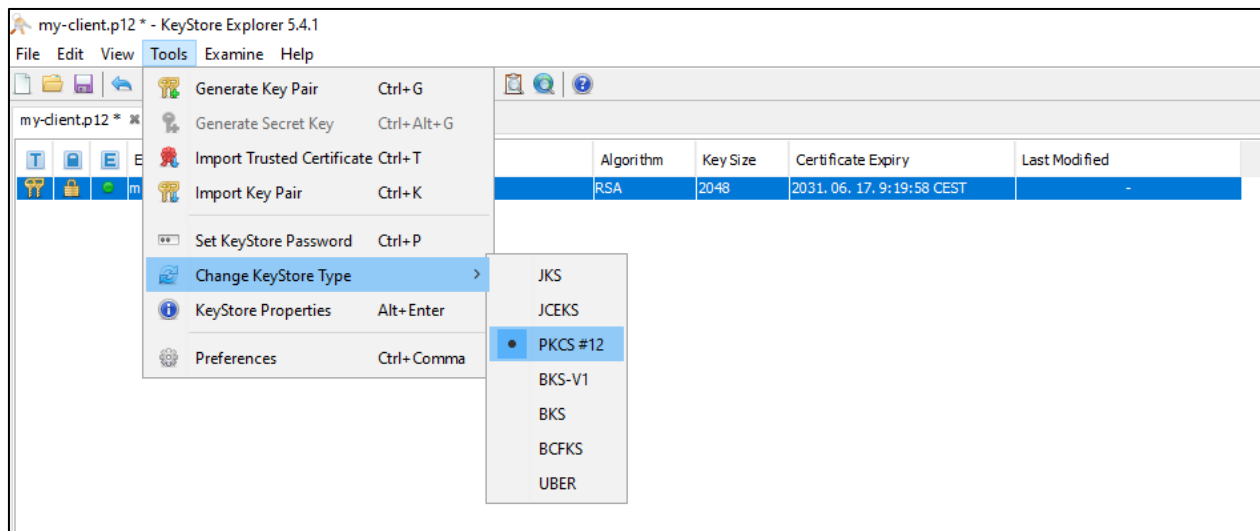 my-client.p12 * - KeyStore Explorer 5.4.1
File Edit View Tools Examine Help
my-client.p12 *
Generate Key Pair Ctrl+G
Generate Secret Key Ctrl+Alt+G
Import Trusted Certificate Ctrl+T
Import Key Pair Ctrl+K
Set KeyStore Password Ctrl+P
Change KeyStore Type
KeyStore Properties Alt+Enter
Preferences Ctrl+Comma
JKS
JCEKS
PKCS #12
BKS-V1
BKS
BCFKS
UBER
T E E Algorithm Key Size Certificate Expiry Last Modified
m RSA 2048 2031. 06. 17. 9:19:58 CEST -